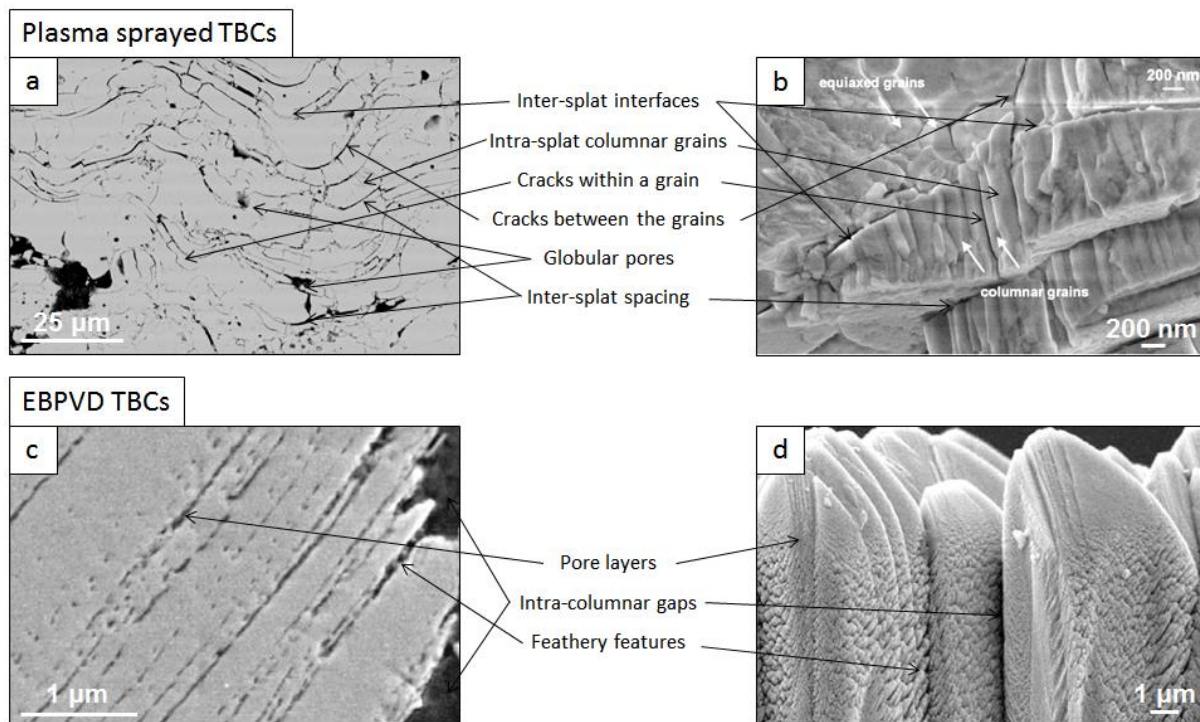 Plasma sprayed TBCs
a
b
equiaxed grains
200 nm
Inter-splat interfaces
Intra-splat columnar grains
Cracks within a grain
Cracks between the grains
Globular pores
Inter-splat spacing
columnar grains
25 µm
200 nm
EBPVD TBCs
c
d
Pore layers
Intra-columnar gaps
Feathery features
1 µm
1 µm